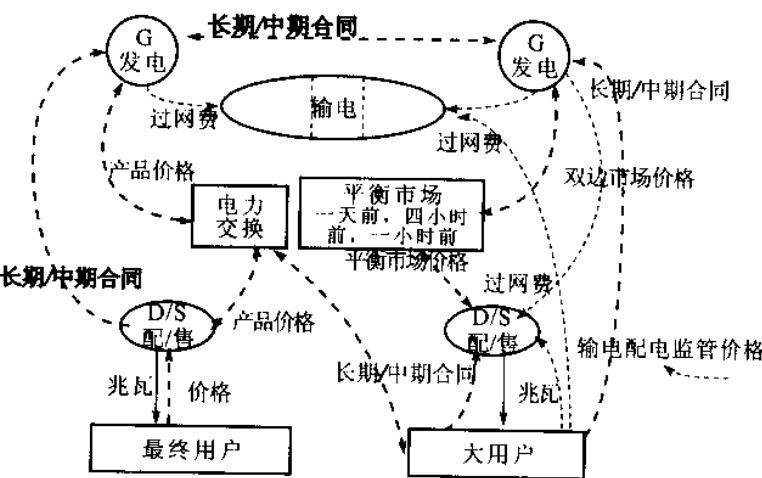 长期/中期合同
G
发电
G
发电
长期/中期合同
输电
过网费
过网费
产品价格
双边市场价格
电力
交换
平衡市场
一天前，四小时
前，一小时前
平衡市场价格
长期/中期合同
过网费
D/S
配/售
产品价格
D/S
配/售
输电配电监管价格
长期/中期合同
兆瓦
价格
兆瓦
最终用户
大用户